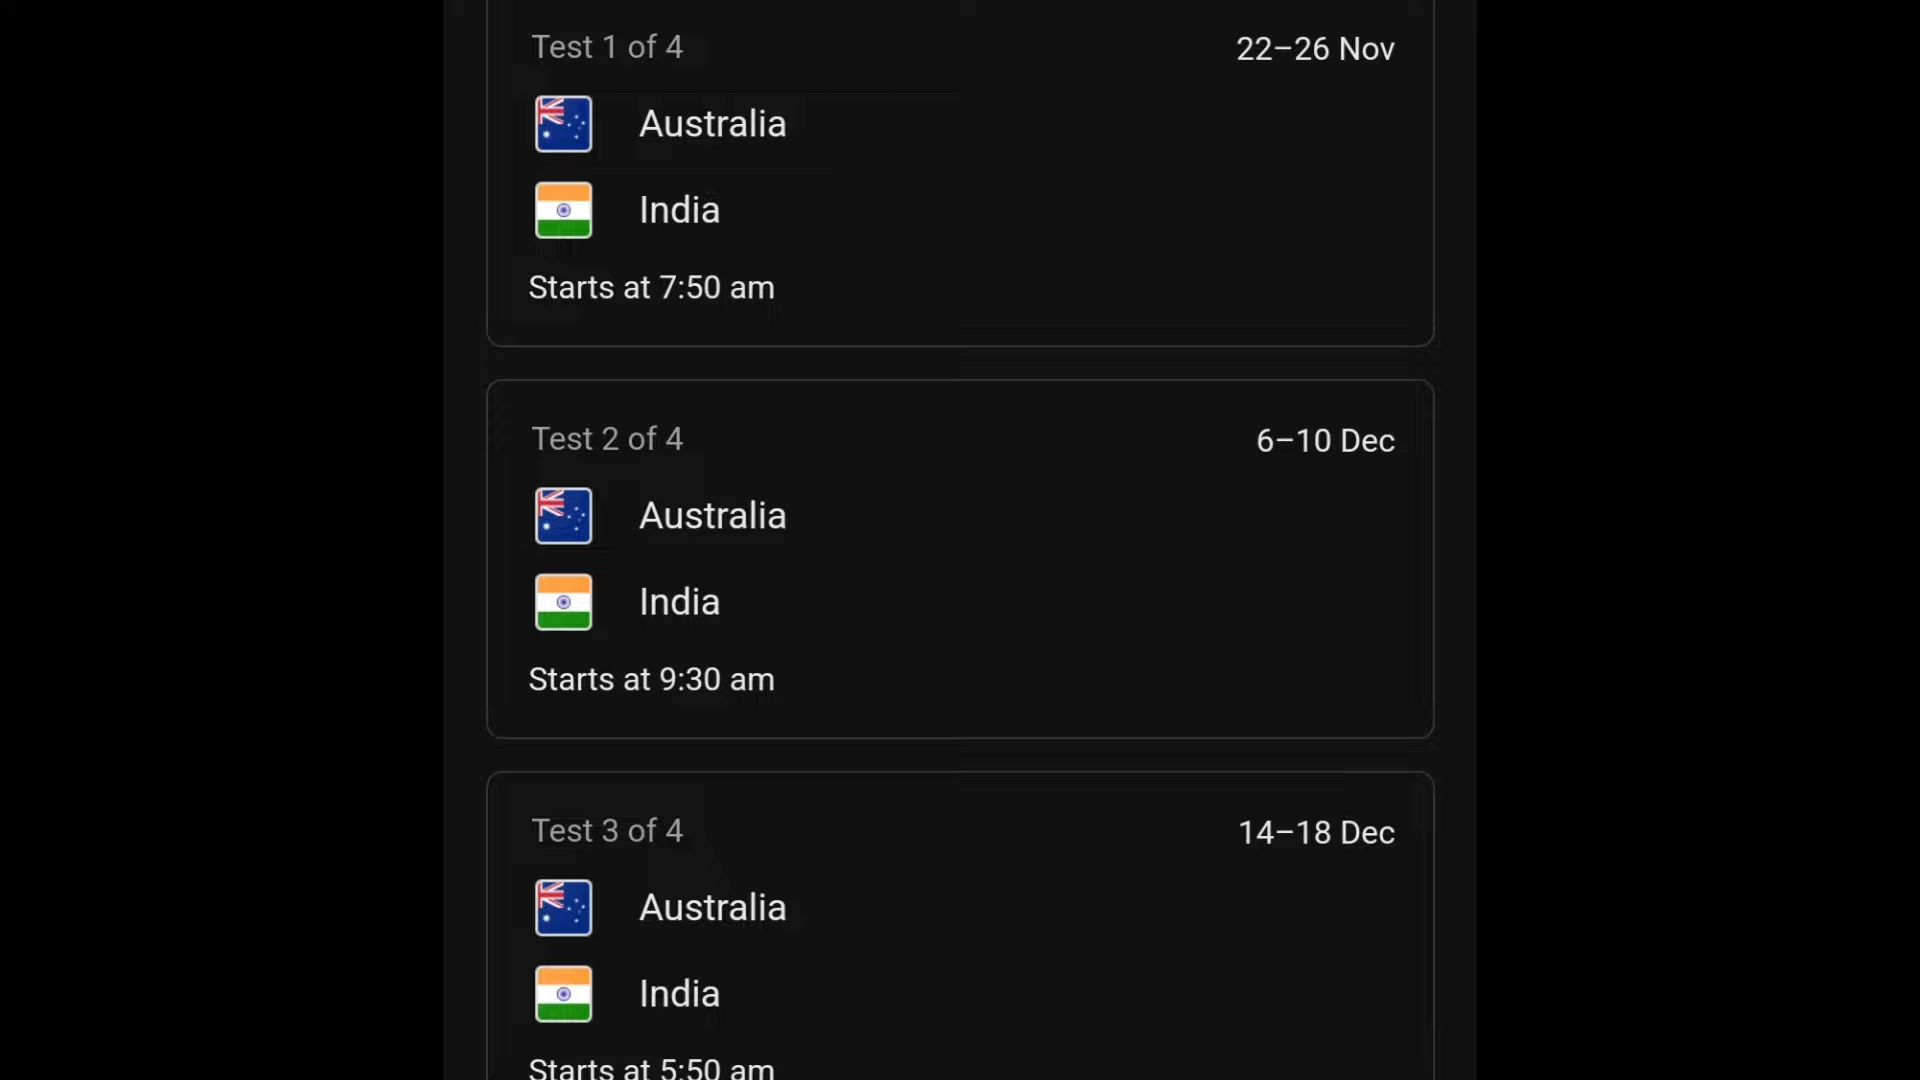 Test 1 of 4
22–26 Nov
Australia
India
Starts at 7:50 am
Test 2 of 4
6–10 Dec
Australia
India
Starts at 9:30 am
Test 3 of 4
14–18 Dec
Australia
India
Starts at 5:50 am